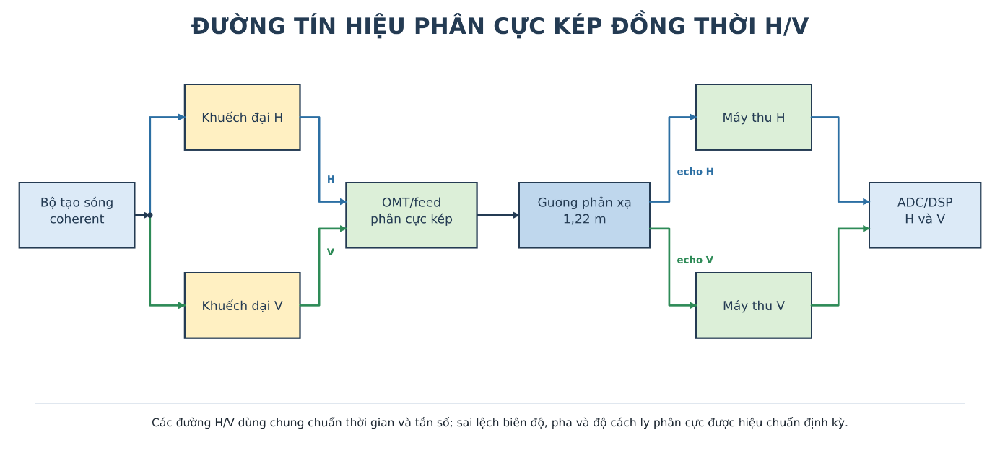 ĐƯỜNG TÍN HIỆU PHÂN CỰC KÉP ĐỒNG THỜI H/V
Khuếch đại H
Máy thu H
H
echo H
Bộ tạo sóng
coherent
OMT/feed
phân cực kép
Gương phản xạ
1,22 m
ADC/DSP
H và V
V
echo V
Khuếch đại V
Máy thu V
Các đường H/V dùng chung chuẩn thời gian và tần số; sai lệch biên độ, pha và độ cách ly phân cực được hiệu chuẩn định kỳ.